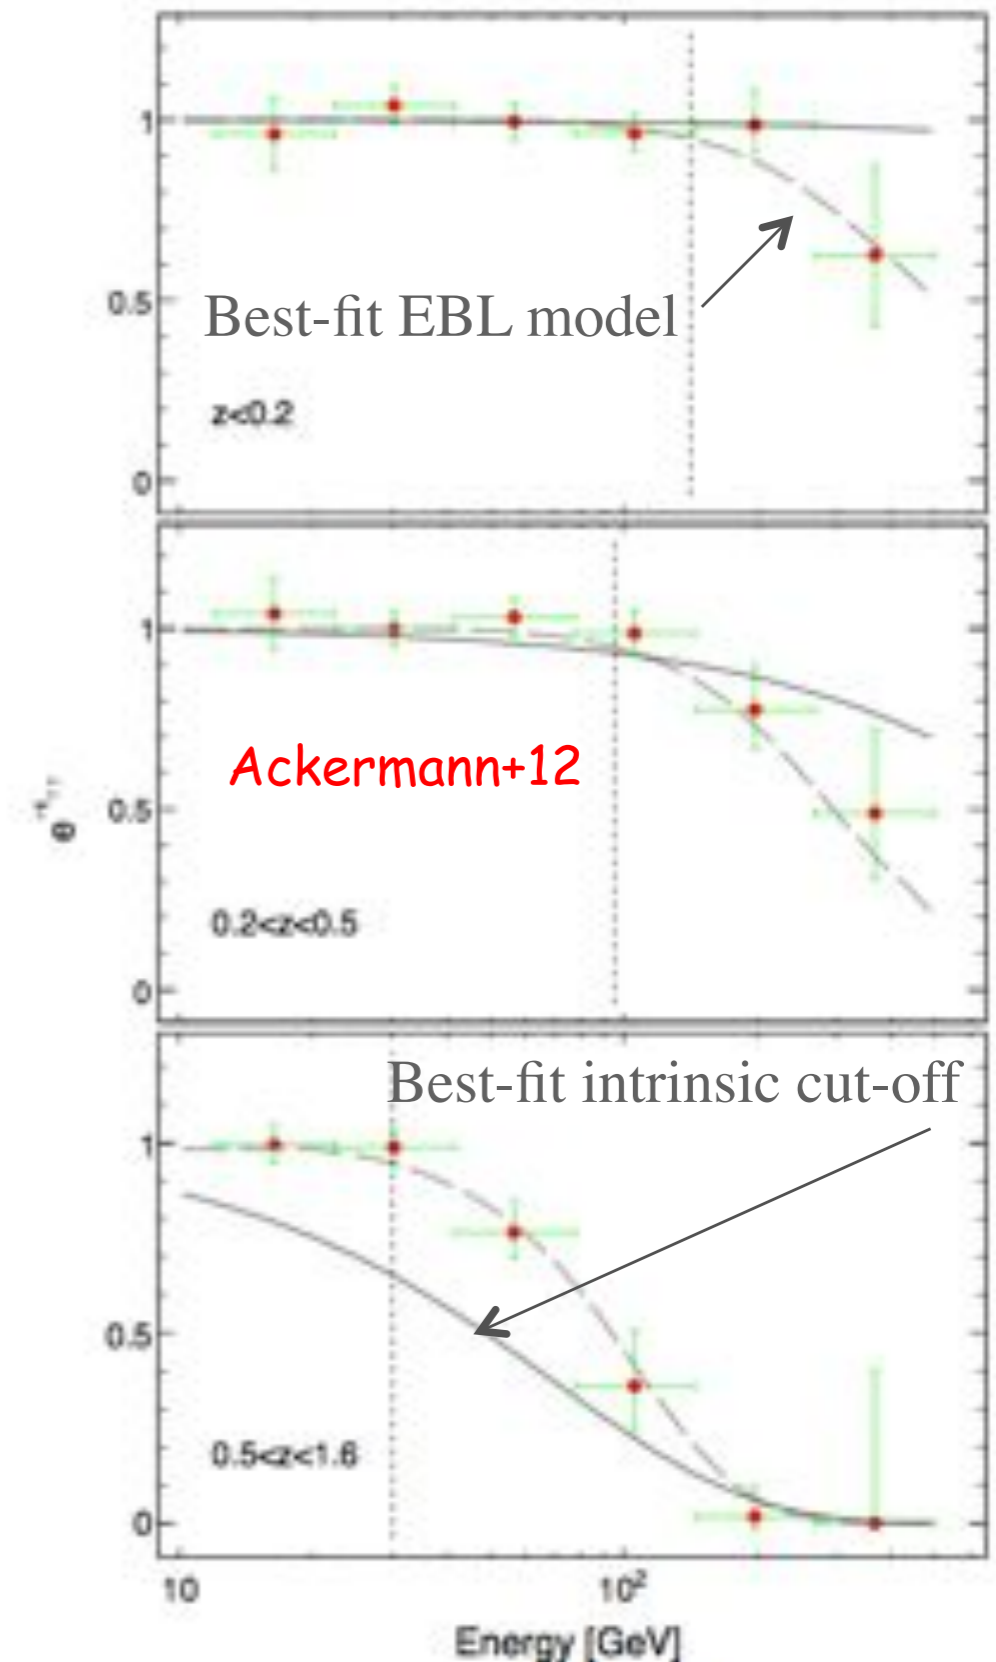 1
0.5
Best-fit EBL model
z<0.2
0
1
Ackermann+12
0.5
0.2<z<0.5
0
Best-fit intrinsic cut-off
1
0.5
0.5<z<1.6
0
10
10²
Energy [GeV]